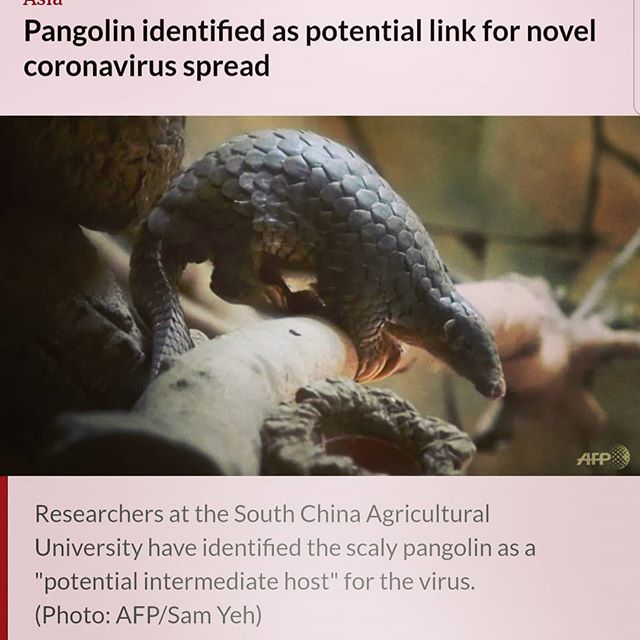 Asia
Pangolin identified as potential link for novel
coronavirus spread
AFP
Researchers at the South China Agricultural
University have identified the scaly pangolin as a
"potential intermediate host" for the virus.
(Photo: AFP/Sam Yeh)